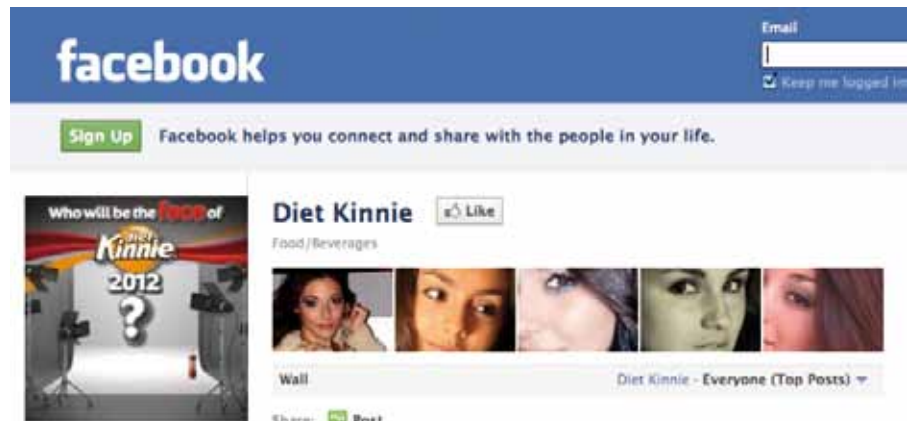 facebook
Email
Keep me logged in
Sign Up
Facebook helps you connect and share with the people in your life.
Who will be the face of
diet
Kinnie
2012
?
Diet Kinnie
Like
Food/Beverages
Wall
Diet Kinnie - Everyone (Top Posts)
Share:
Post